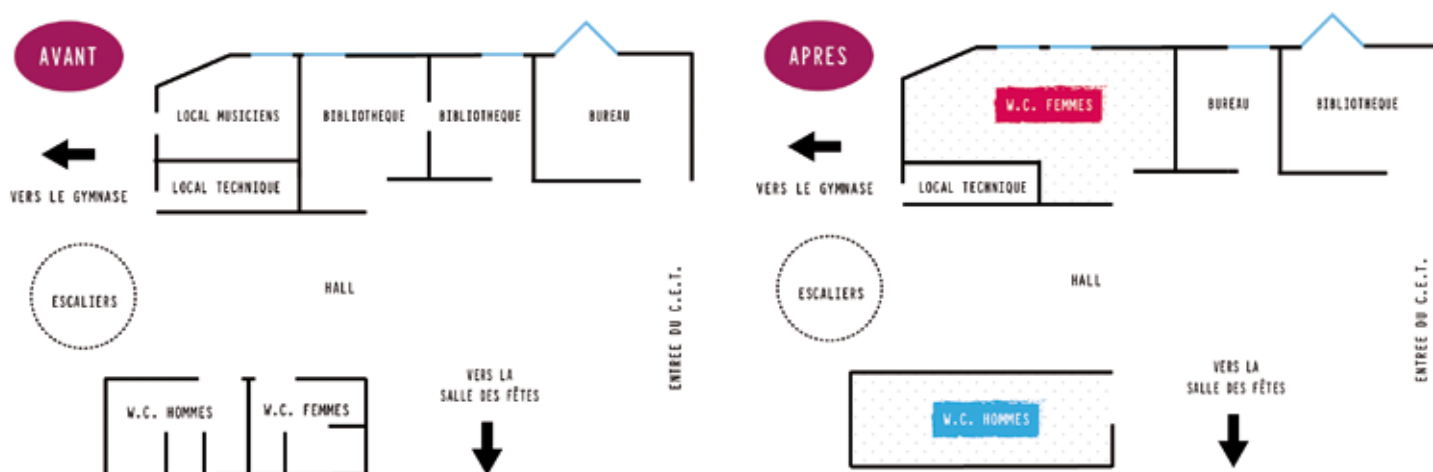 AVANT
LOCAL MUSICIENS
BIBLIOTHEQUE
BIBLIOTHEQUE
BUREAU
VERS LE GYMNASE
LOCAL TECHNIQUE
ESCALIERS
HALL
ENTREE DU C.E.T.
W.C. HOMMES
W.C. FEMMES
VERS LA
SALLE DES FÊTES
APRES
W.C. FEMMES
BUREAU
BIBLIOTHEQUE
VERS LE GYMNASE
LOCAL TECHNIQUE
ESCALIERS
HALL
ENTREE DU C.E.T.
VERS LA
SALLE DES FÊTES
W.C. HOMMES